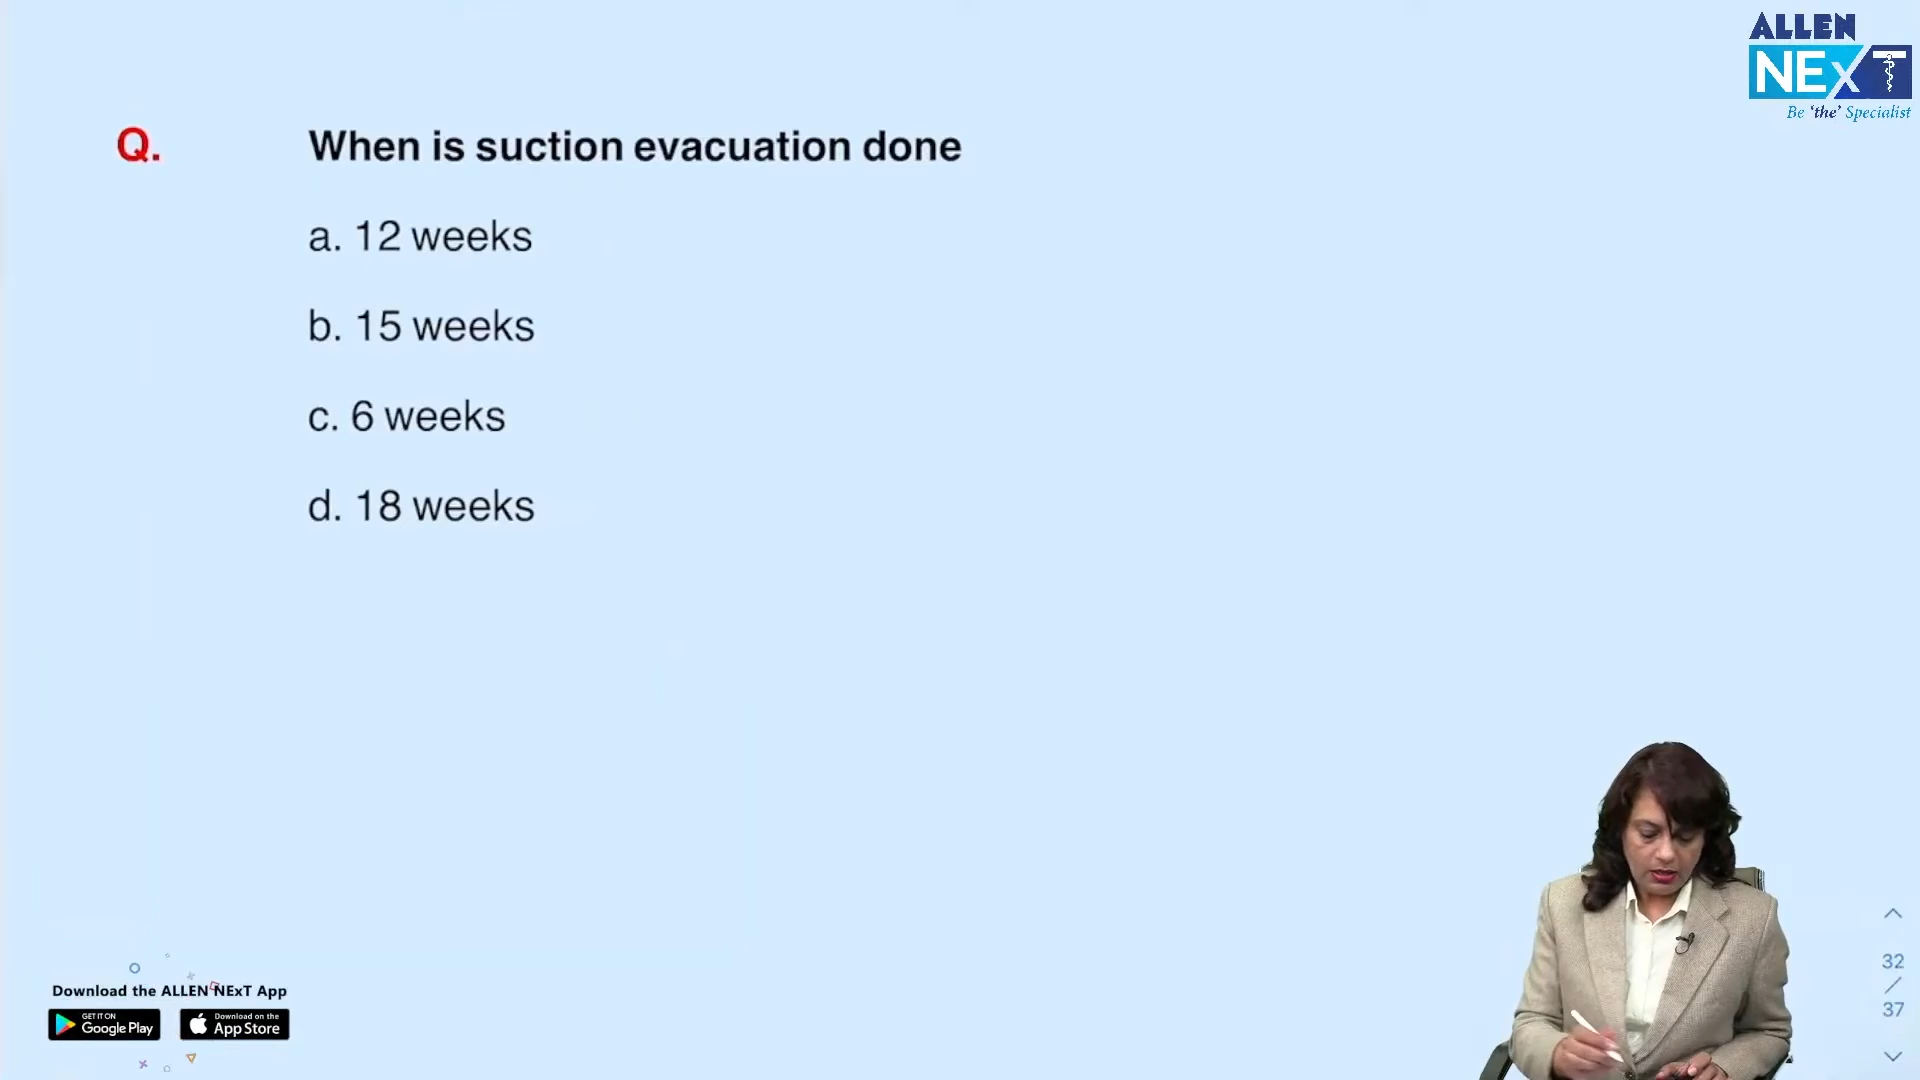 ALLEN
NExT
Be 'the' Specialist
Q. When is suction evacuation done
a. 12 weeks
b. 15 weeks
c. 6 weeks
d. 18 weeks
32
/
37
Download the ALLEN NExT App
GET IT ON
Google Play
Download on the
App Store